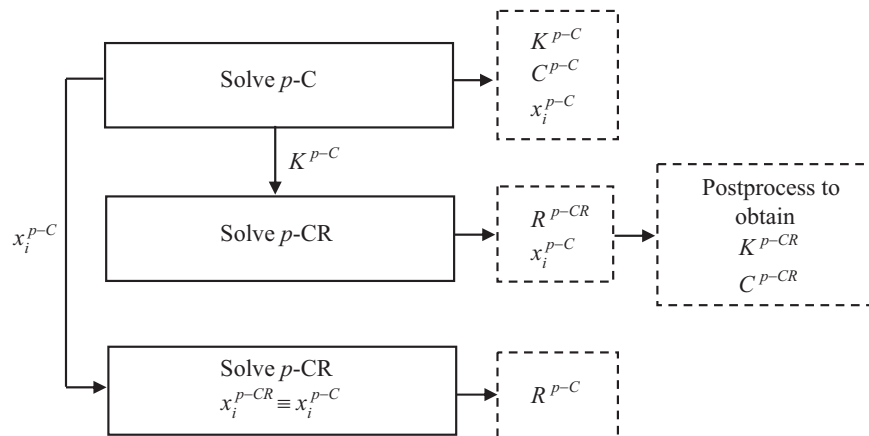 Solve p-C
K^{p–C}
C^{p–C}
x_i^{p–C}
K^{p–C}
x_i^{p–C}
Solve p-CR
R^{p–CR}
x_i^{p–C}
Postprocess to
obtain
K^{p–CR}
C^{p–CR}
Solve p-CR
x_i^{p–CR} ≡ x_i^{p–C}
R^{p–C}